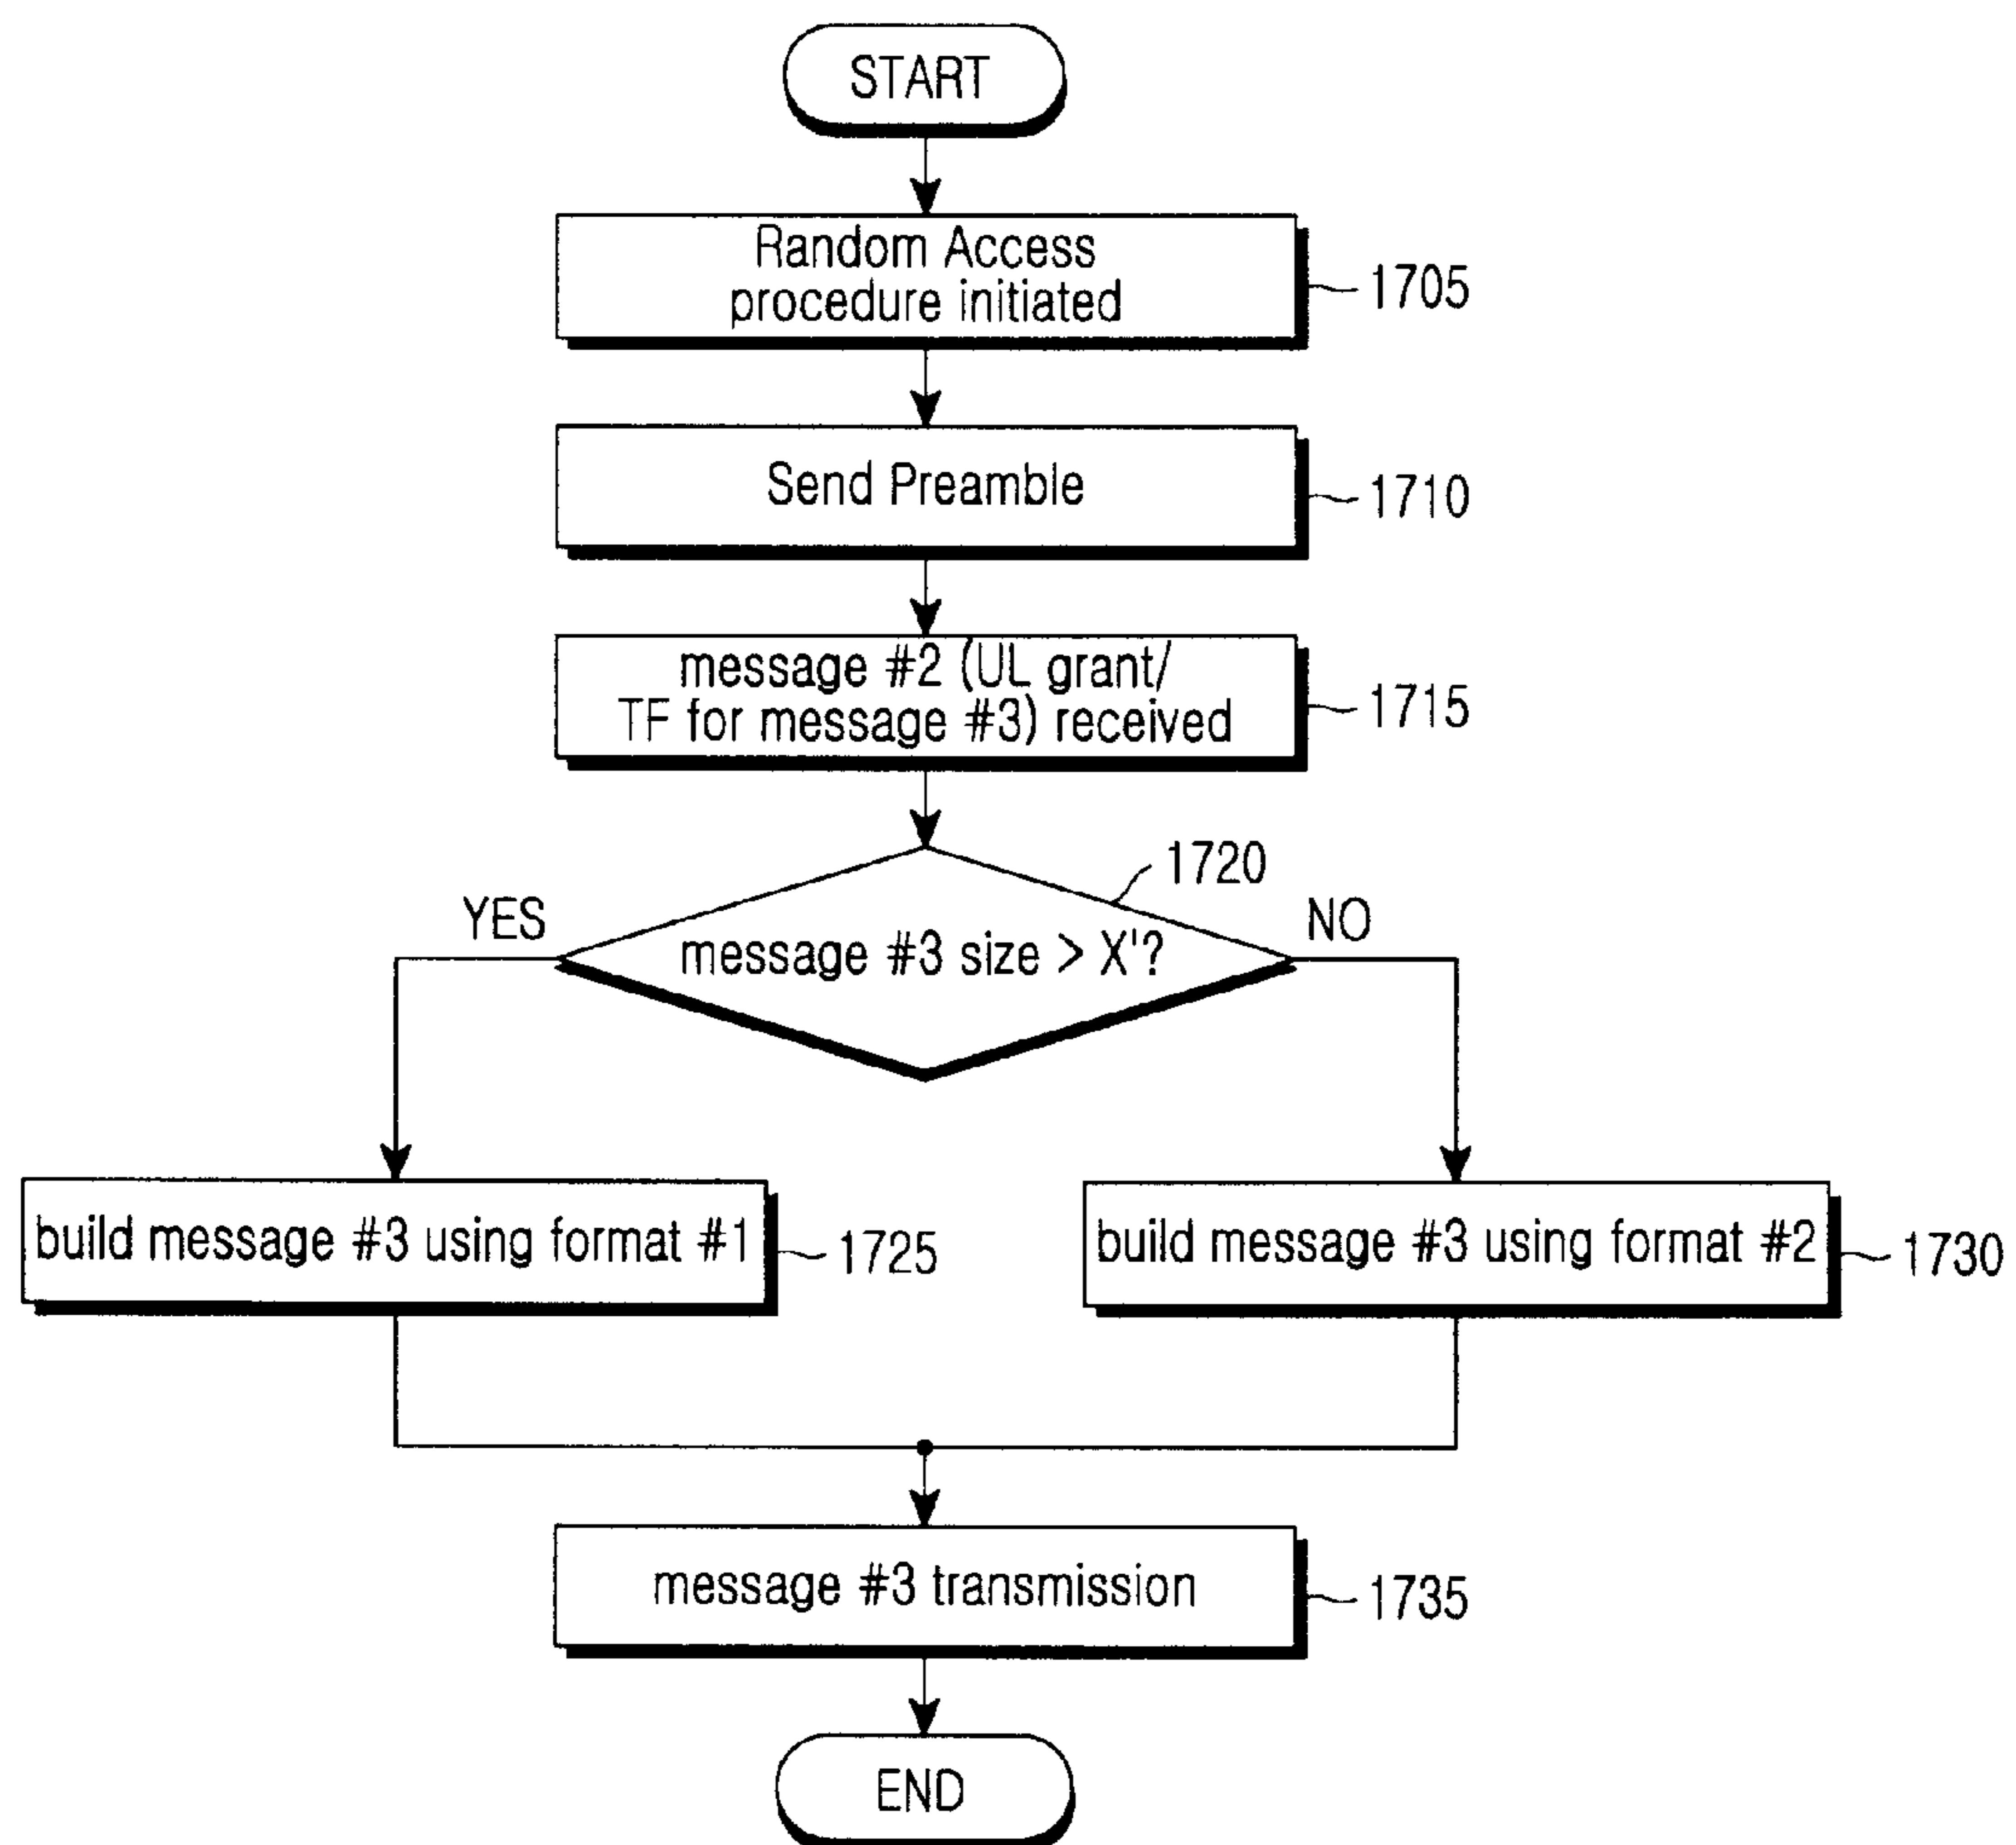 START
Random Access
procedure initiated
1705
Send Preamble
1710
message #2 (UL grant/
TF for message #3) received
1715
1720
YES
message #3 size > X'?
NO
build message #3 using format #1
1725
build message #3 using format #2
1730
message #3 transmission
1735
END